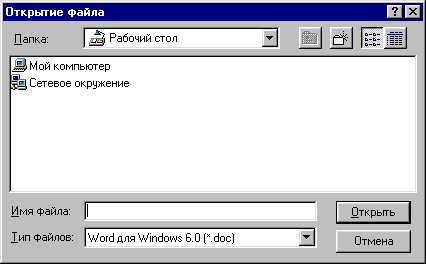 Открытие файла
Папка: Рабочий стол
Мой компьютер
Сетевое окружение
Имя файла: Открыть
Тип файлов: Word для Windows 6.0 (*.doc) Отмена